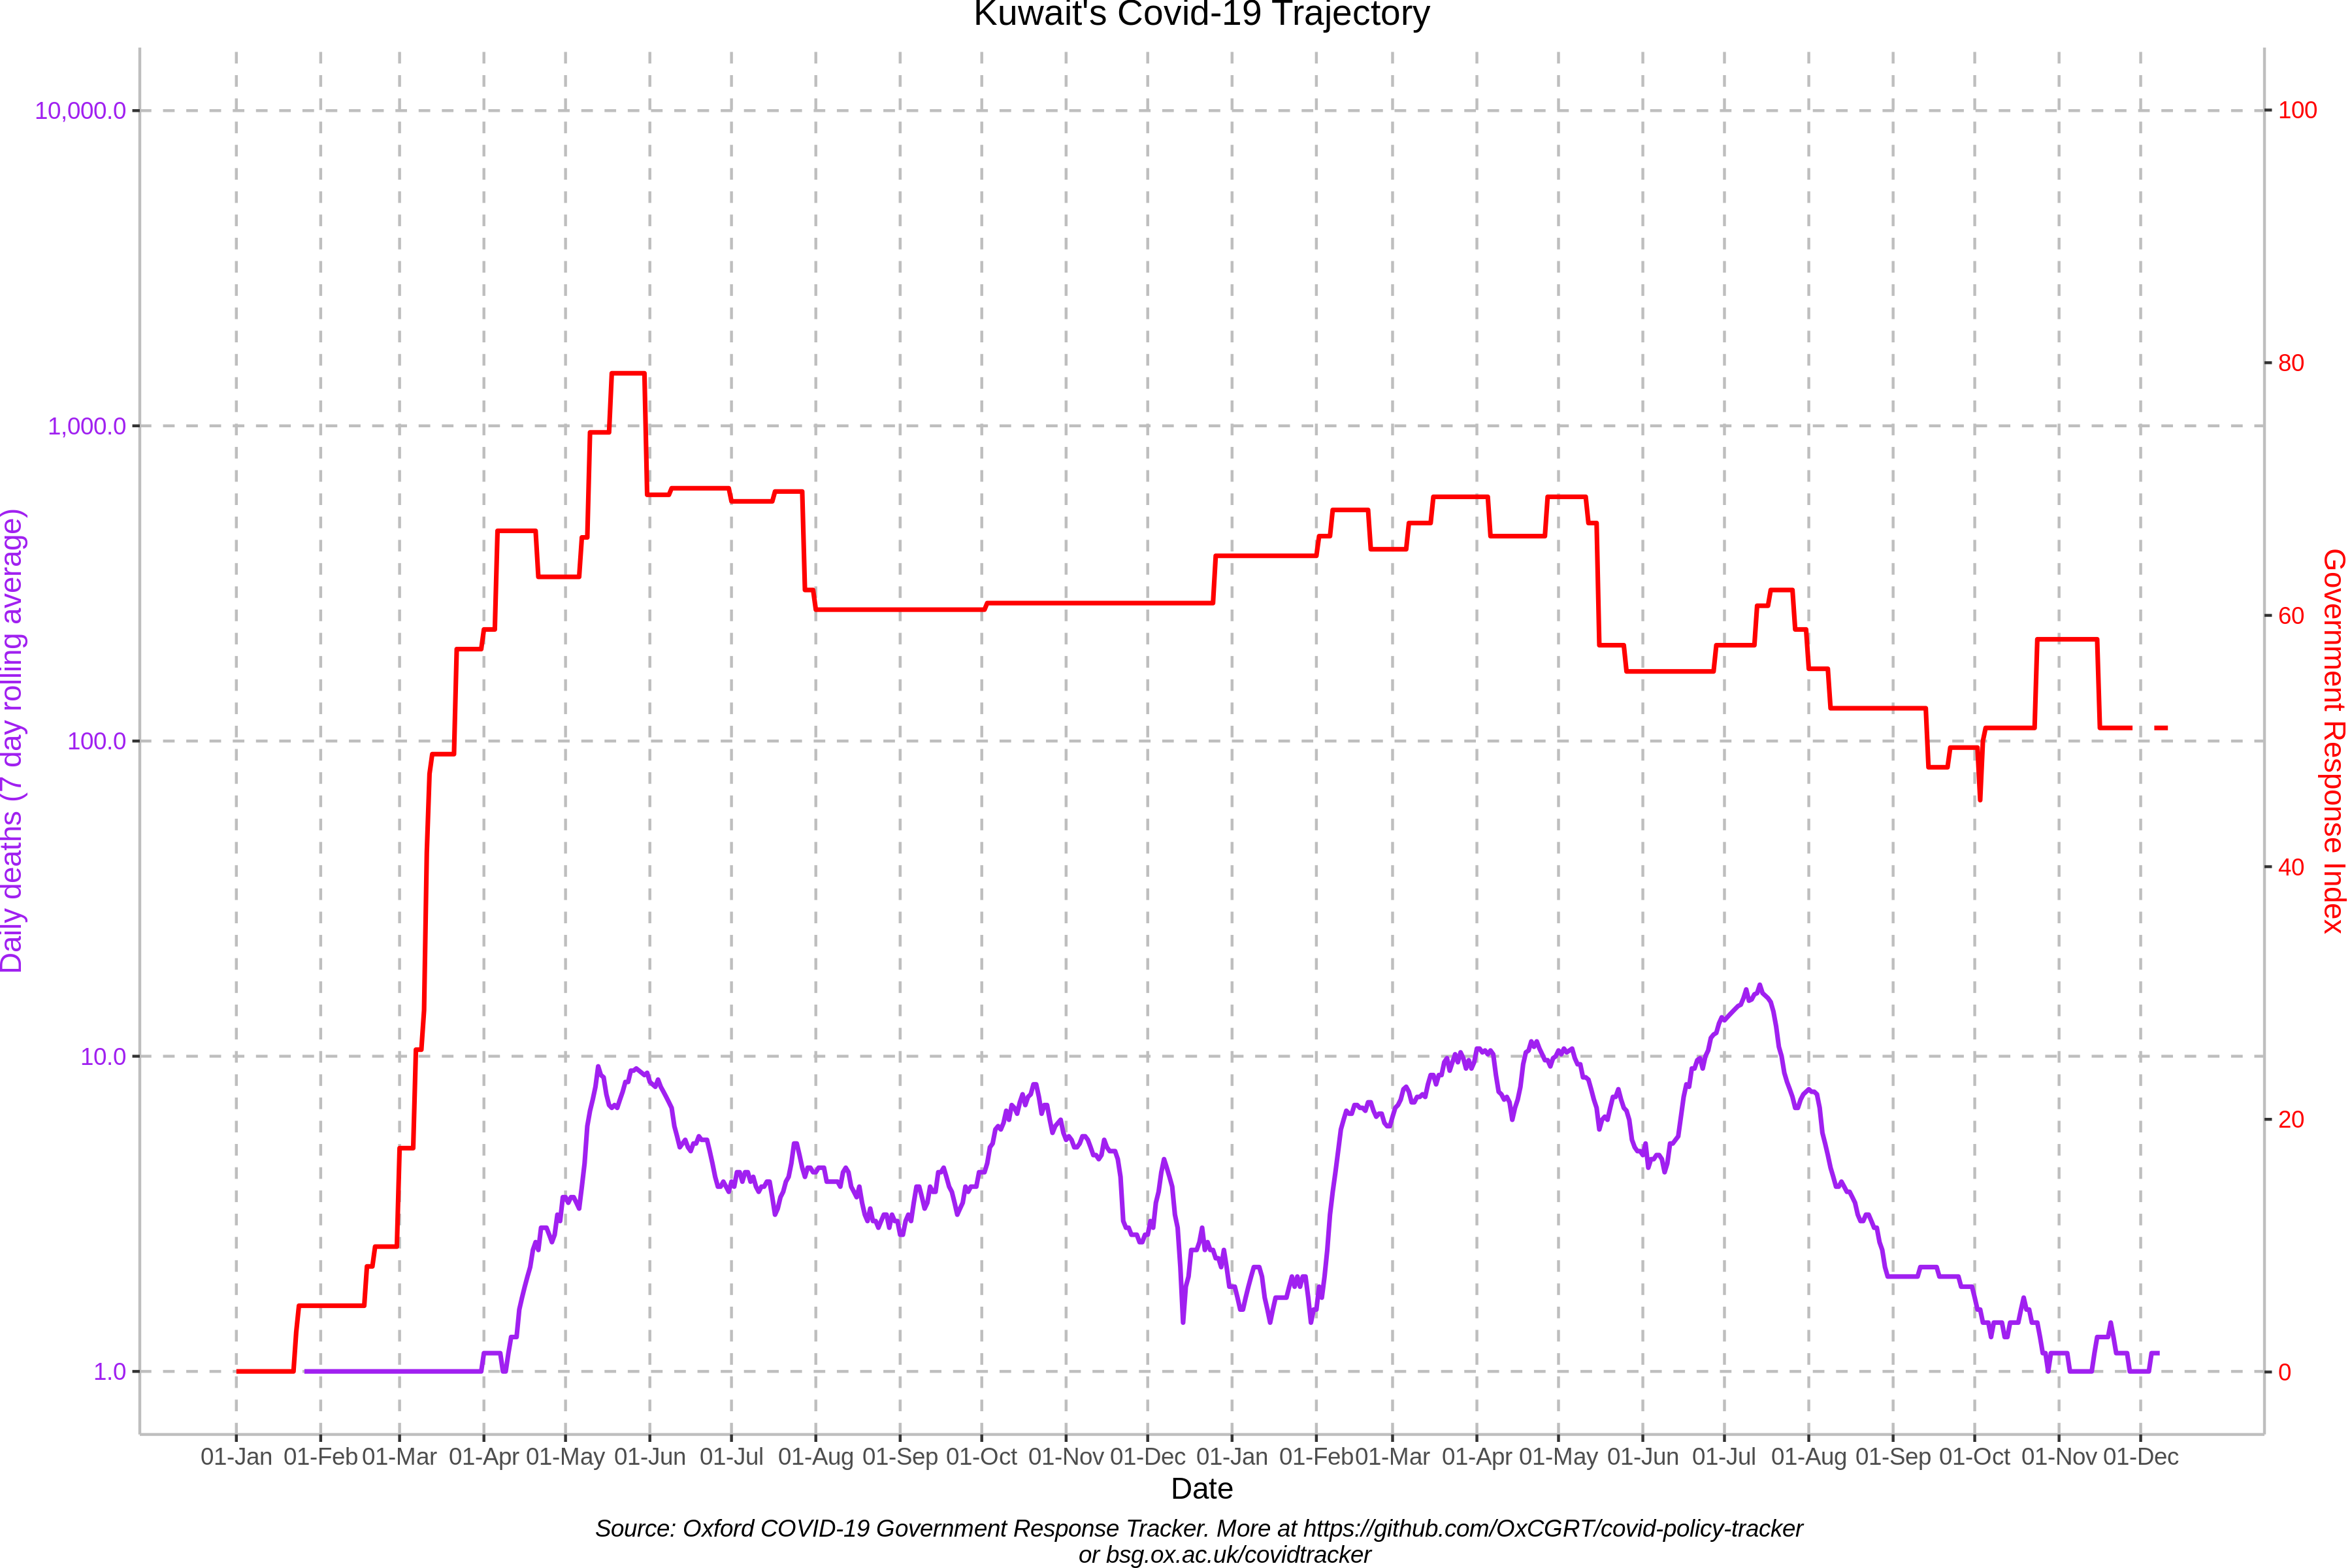 Kuwait's Covid-19 Trajectory
10,000.0
1,000.0
100.0
10.0
1.0
Daily deaths (7 day rolling average)
100
80
60
40
20
0
Government Response Index
01-Jan 01-Feb 01-Mar 01-Apr 01-May 01-Jun 01-Jul 01-Aug 01-Sep 01-Oct 01-Nov 01-Dec 01-Jan 01-Feb 01-Mar 01-Apr 01-May 01-Jun 01-Jul 01-Aug 01-Sep 01-Oct 01-Nov 01-Dec
Date
Source: Oxford COVID-19 Government Response Tracker. More at https://github.com/OxCGRT/covid-policy-tracker
or bsg.ox.ac.uk/covidtracker